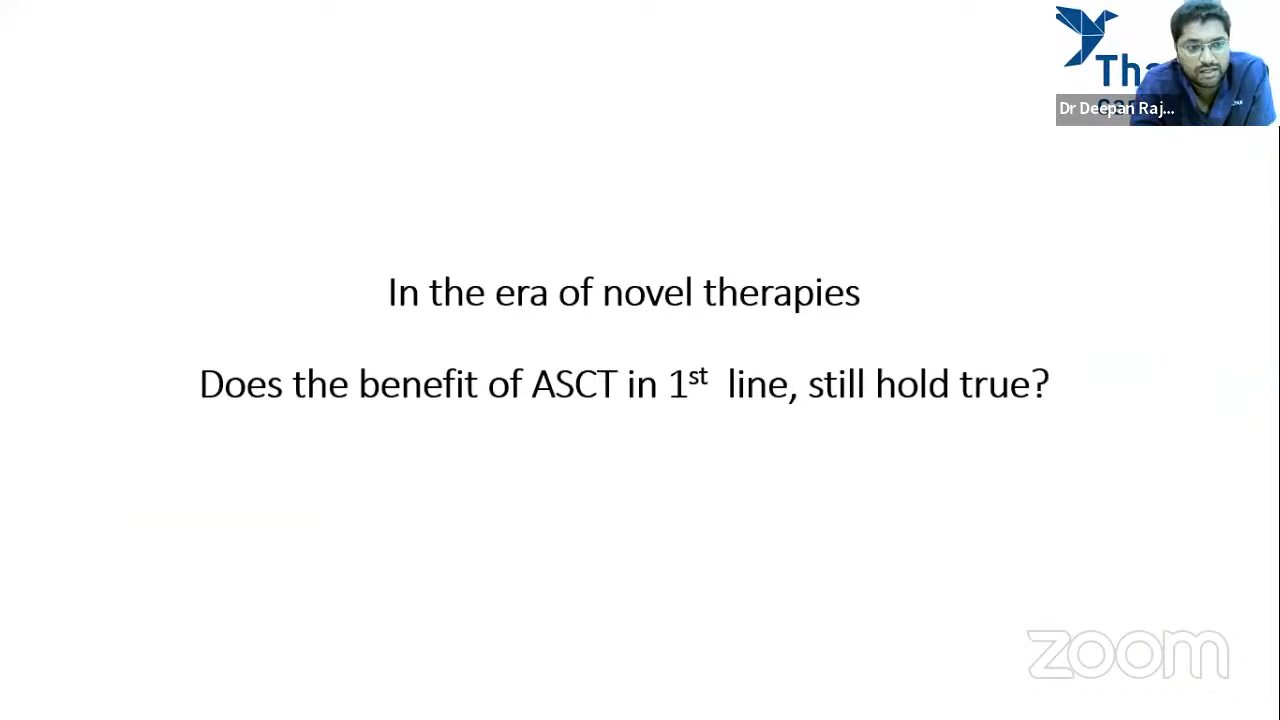 Tha
Dr Deepan Raj...
In the era of novel therapies
Does the benefit of ASCT in 1st line, still hold true?
zoom